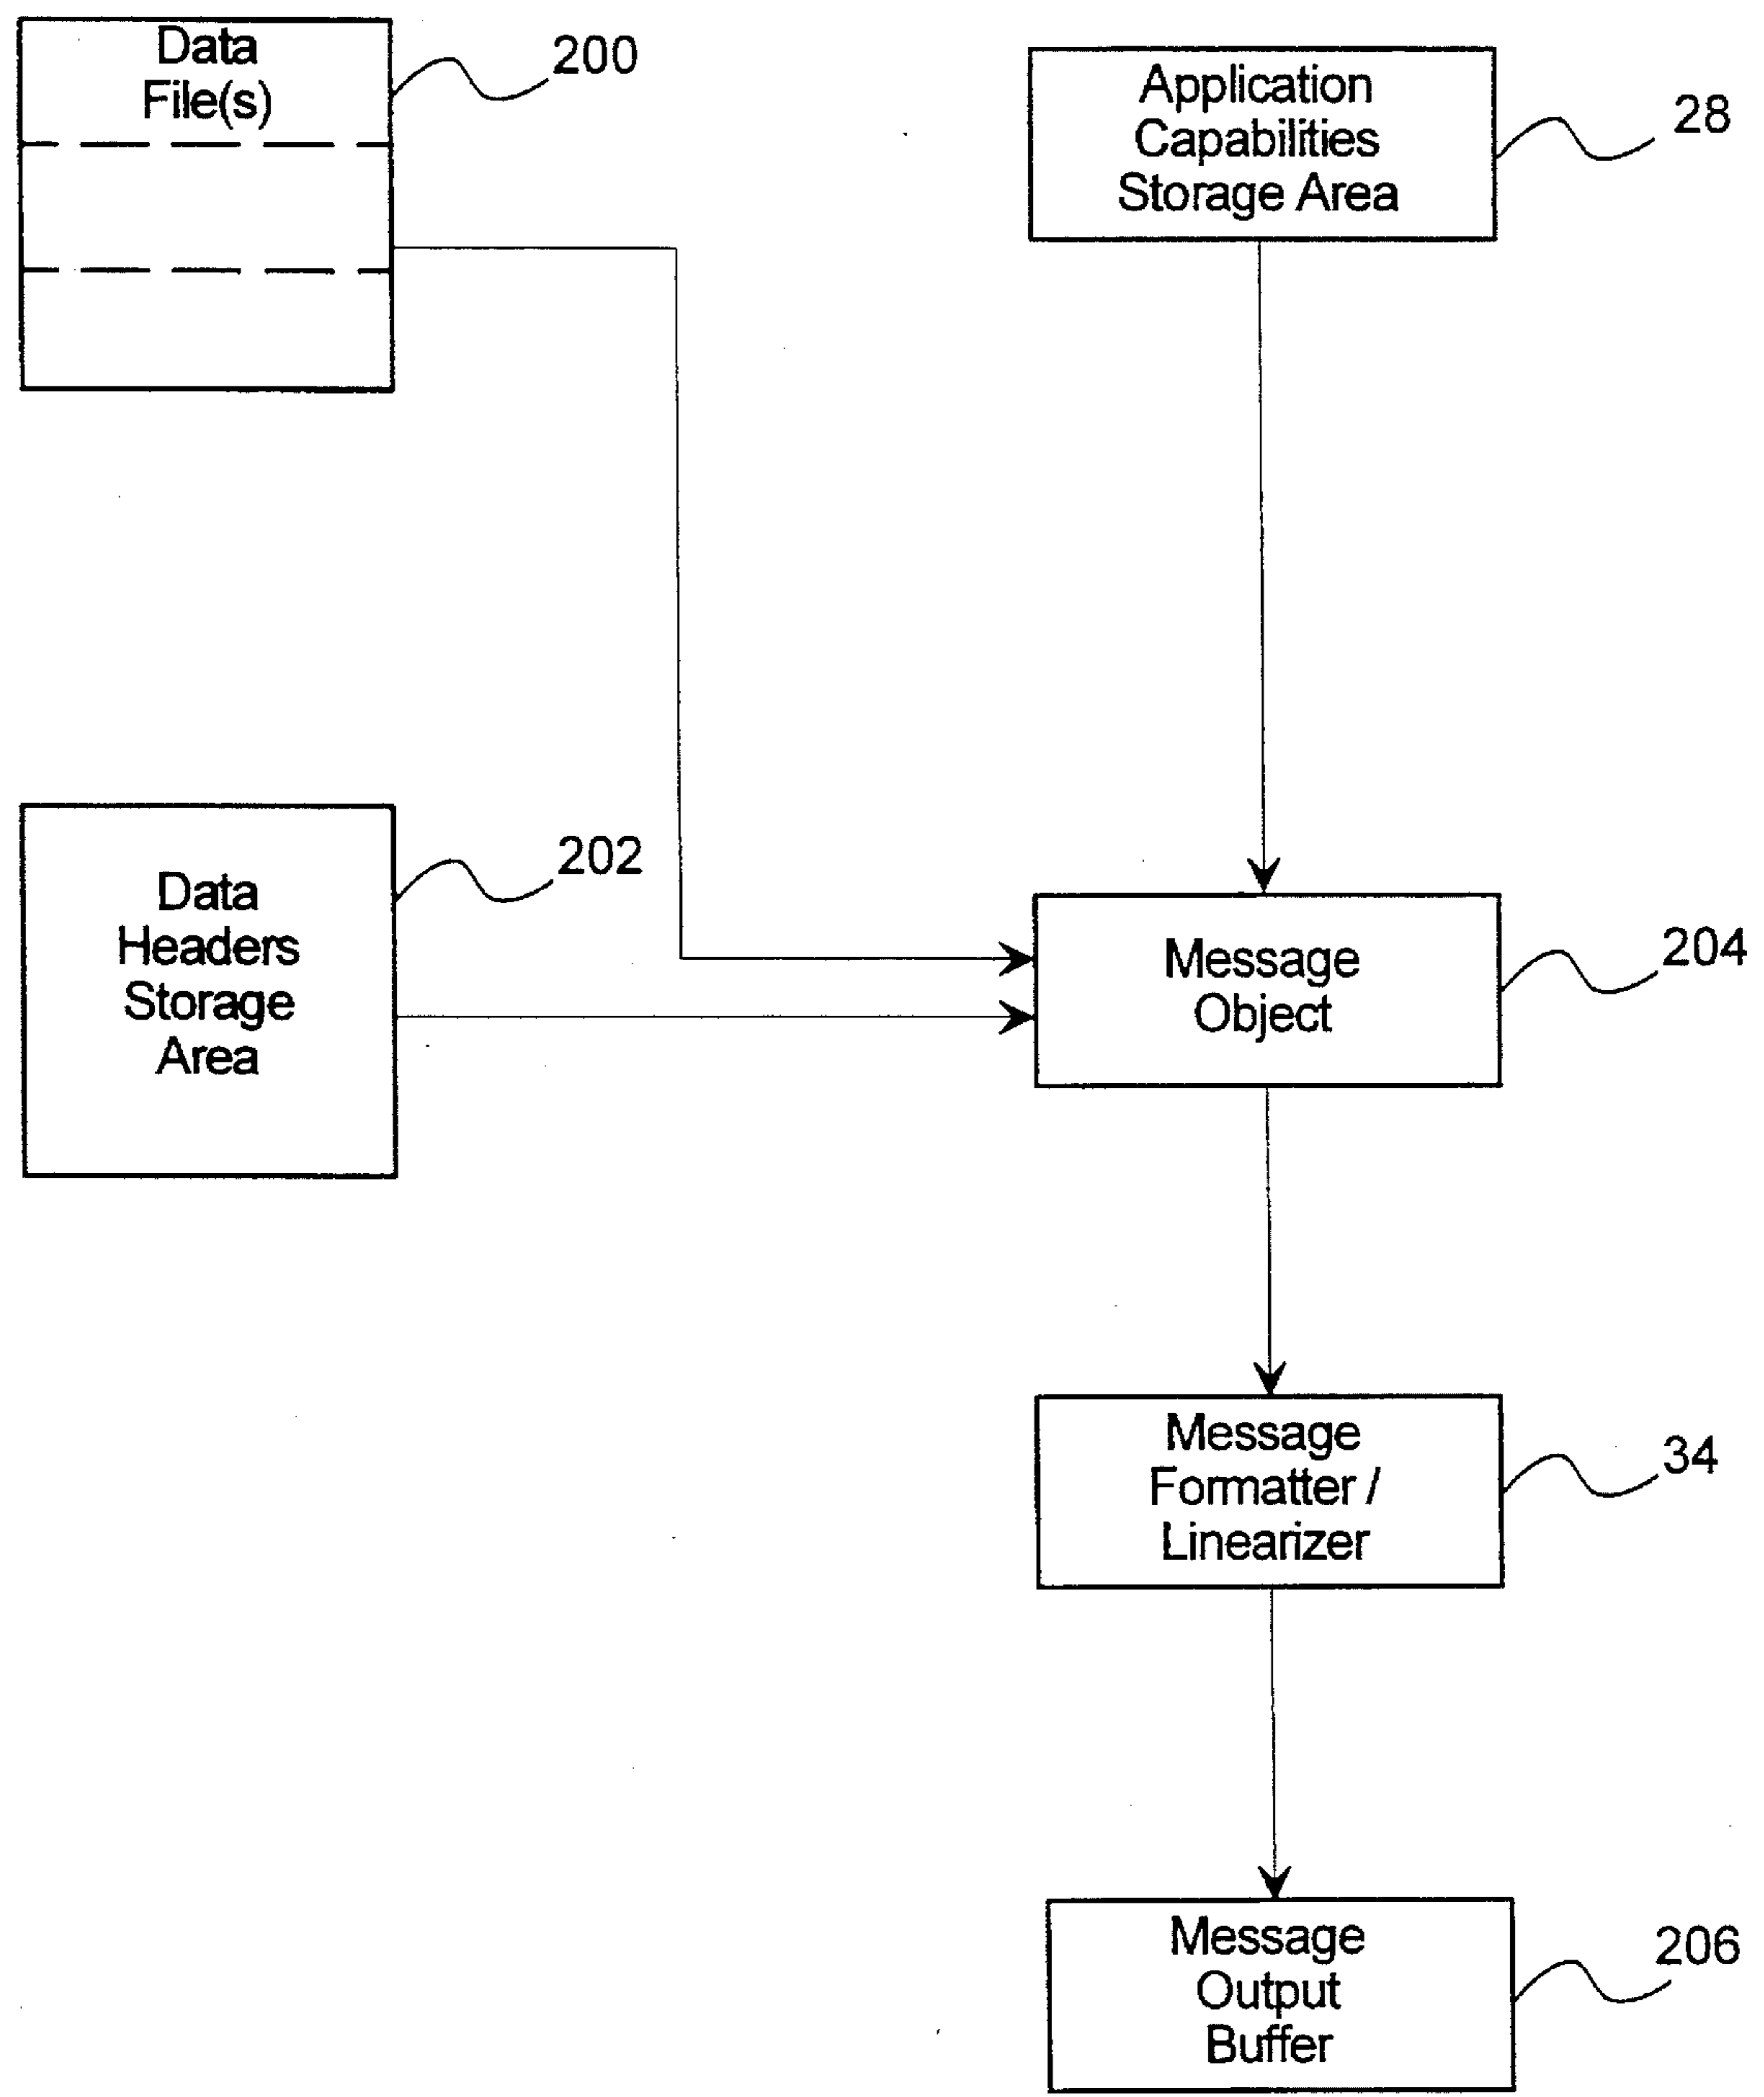 Data
File(s)
200
Application
Capabilities
Storage Area
28
Data
Headers
Storage
Area
202
Message
Object
204
Message
Formatter /
Linearizer
34
Message
Output
Buffer
206